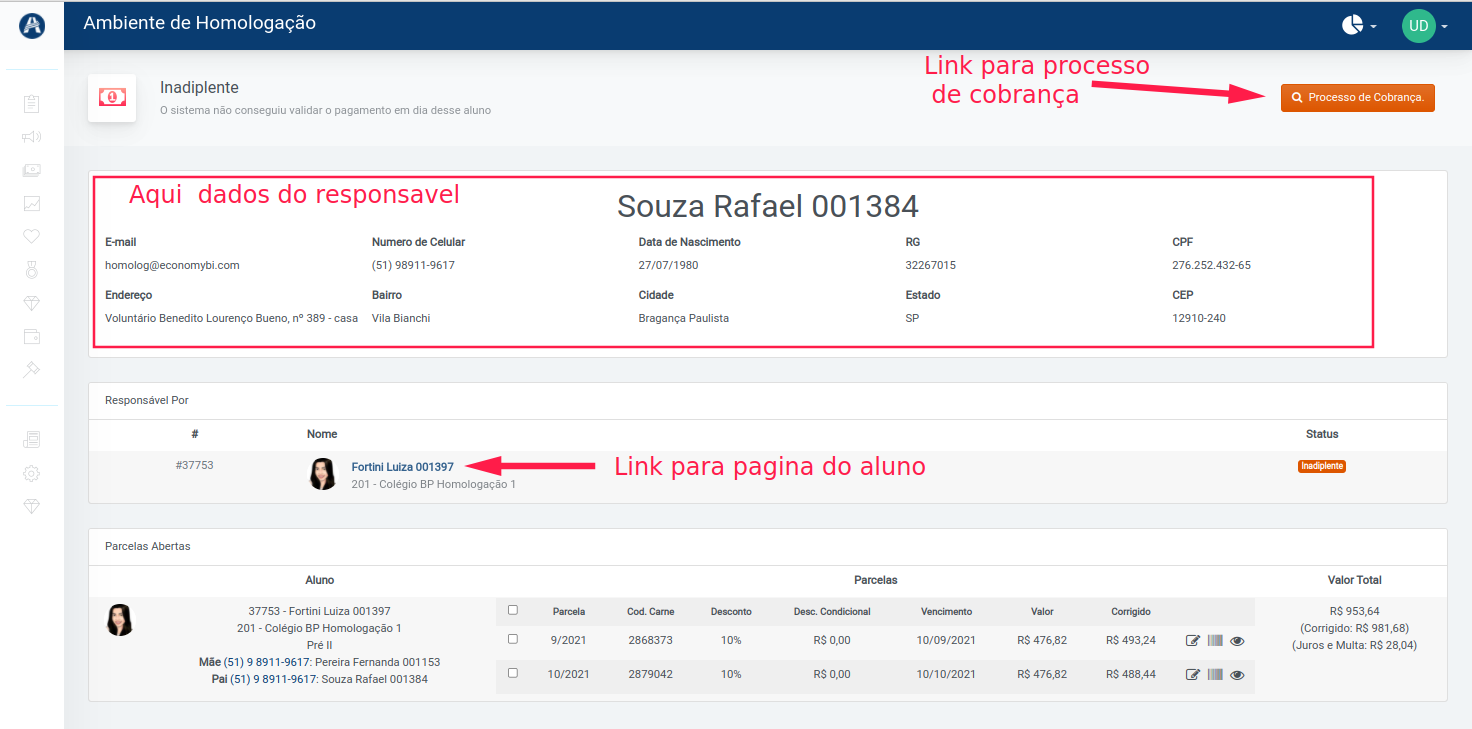 Ambiente de Homologação
UD
Link para processo
de cobrança
Inadiplente
O sistema não conseguiu validar o pagamento em dia desse aluno
Processo de Cobrança.
Aqui dados do responsavel
Souza Rafael 001384
E-mail Numero de Celular Data de Nascimento RG CPF
homolog@economybi.com (51) 98911-9617 27/07/1980 32267015 276.252.432-65
Endereço Bairro Cidade Estado CEP
Voluntário Benedito Lourenço Bueno, nº 389 - casa Vila Bianchi Bragança Paulista SP 12910-240
Responsável Por
# Nome Status
#37753 Fortini Luiza 001397 Link para pagina do aluno Inadiplente
201 - Colégio BP Homologação 1
Parcelas Abertas
Aluno Parcelas Valor Total
37753 - Fortini Luiza 001397 Parcela Cod. Carne Desconto Desc. Condicional Vencimento Valor Corrigido R$ 953,64
201 - Colégio BP Homologação 1 (Corrigido: R$ 981,68)
Pré II 9/2021 2868373 10% R$ 0,00 10/09/2021 R$ 476,82 R$ 493,24 (Juros e Multa: R$ 28,04)
Mãe (51) 9 8911-9617: Pereira Fernanda 001153
Pai (51) 9 8911-9617: Souza Rafael 001384 10/2021 2879042 10% R$ 0,00 10/10/2021 R$ 476,82 R$ 488,44